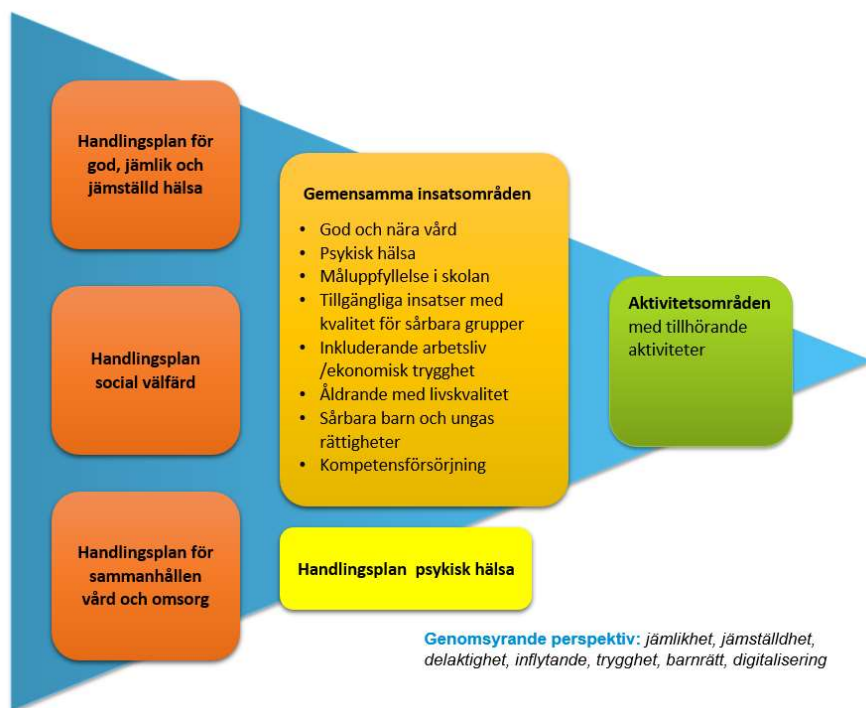 Handlingsplan för
god, jämlik och
jämställd hälsa
Handlingsplan
social välfärd
Handlingsplan för
sammanhållen
vård och omsorg
Gemensamma insatsområden
• God och nära vård
• Psykisk hälsa
• Måluppfyllelse i skolan
• Tillgängliga insatser med
kvalitet för sårbara grupper
• Inkluderande arbetsliv
/ekonomisk trygghet
• Åldrande med livskvalitet
• Sårbara barn och ungas
rättigheter
• Kompetensförsörjning
Handlingsplan psykisk hälsa
Aktivitetsområden
med tillhörande
aktiviteter
Genomsyrande perspektiv: jämlikhet, jämställdhet,
delaktighet, inflytande, trygghet, barnrätt, digitalisering